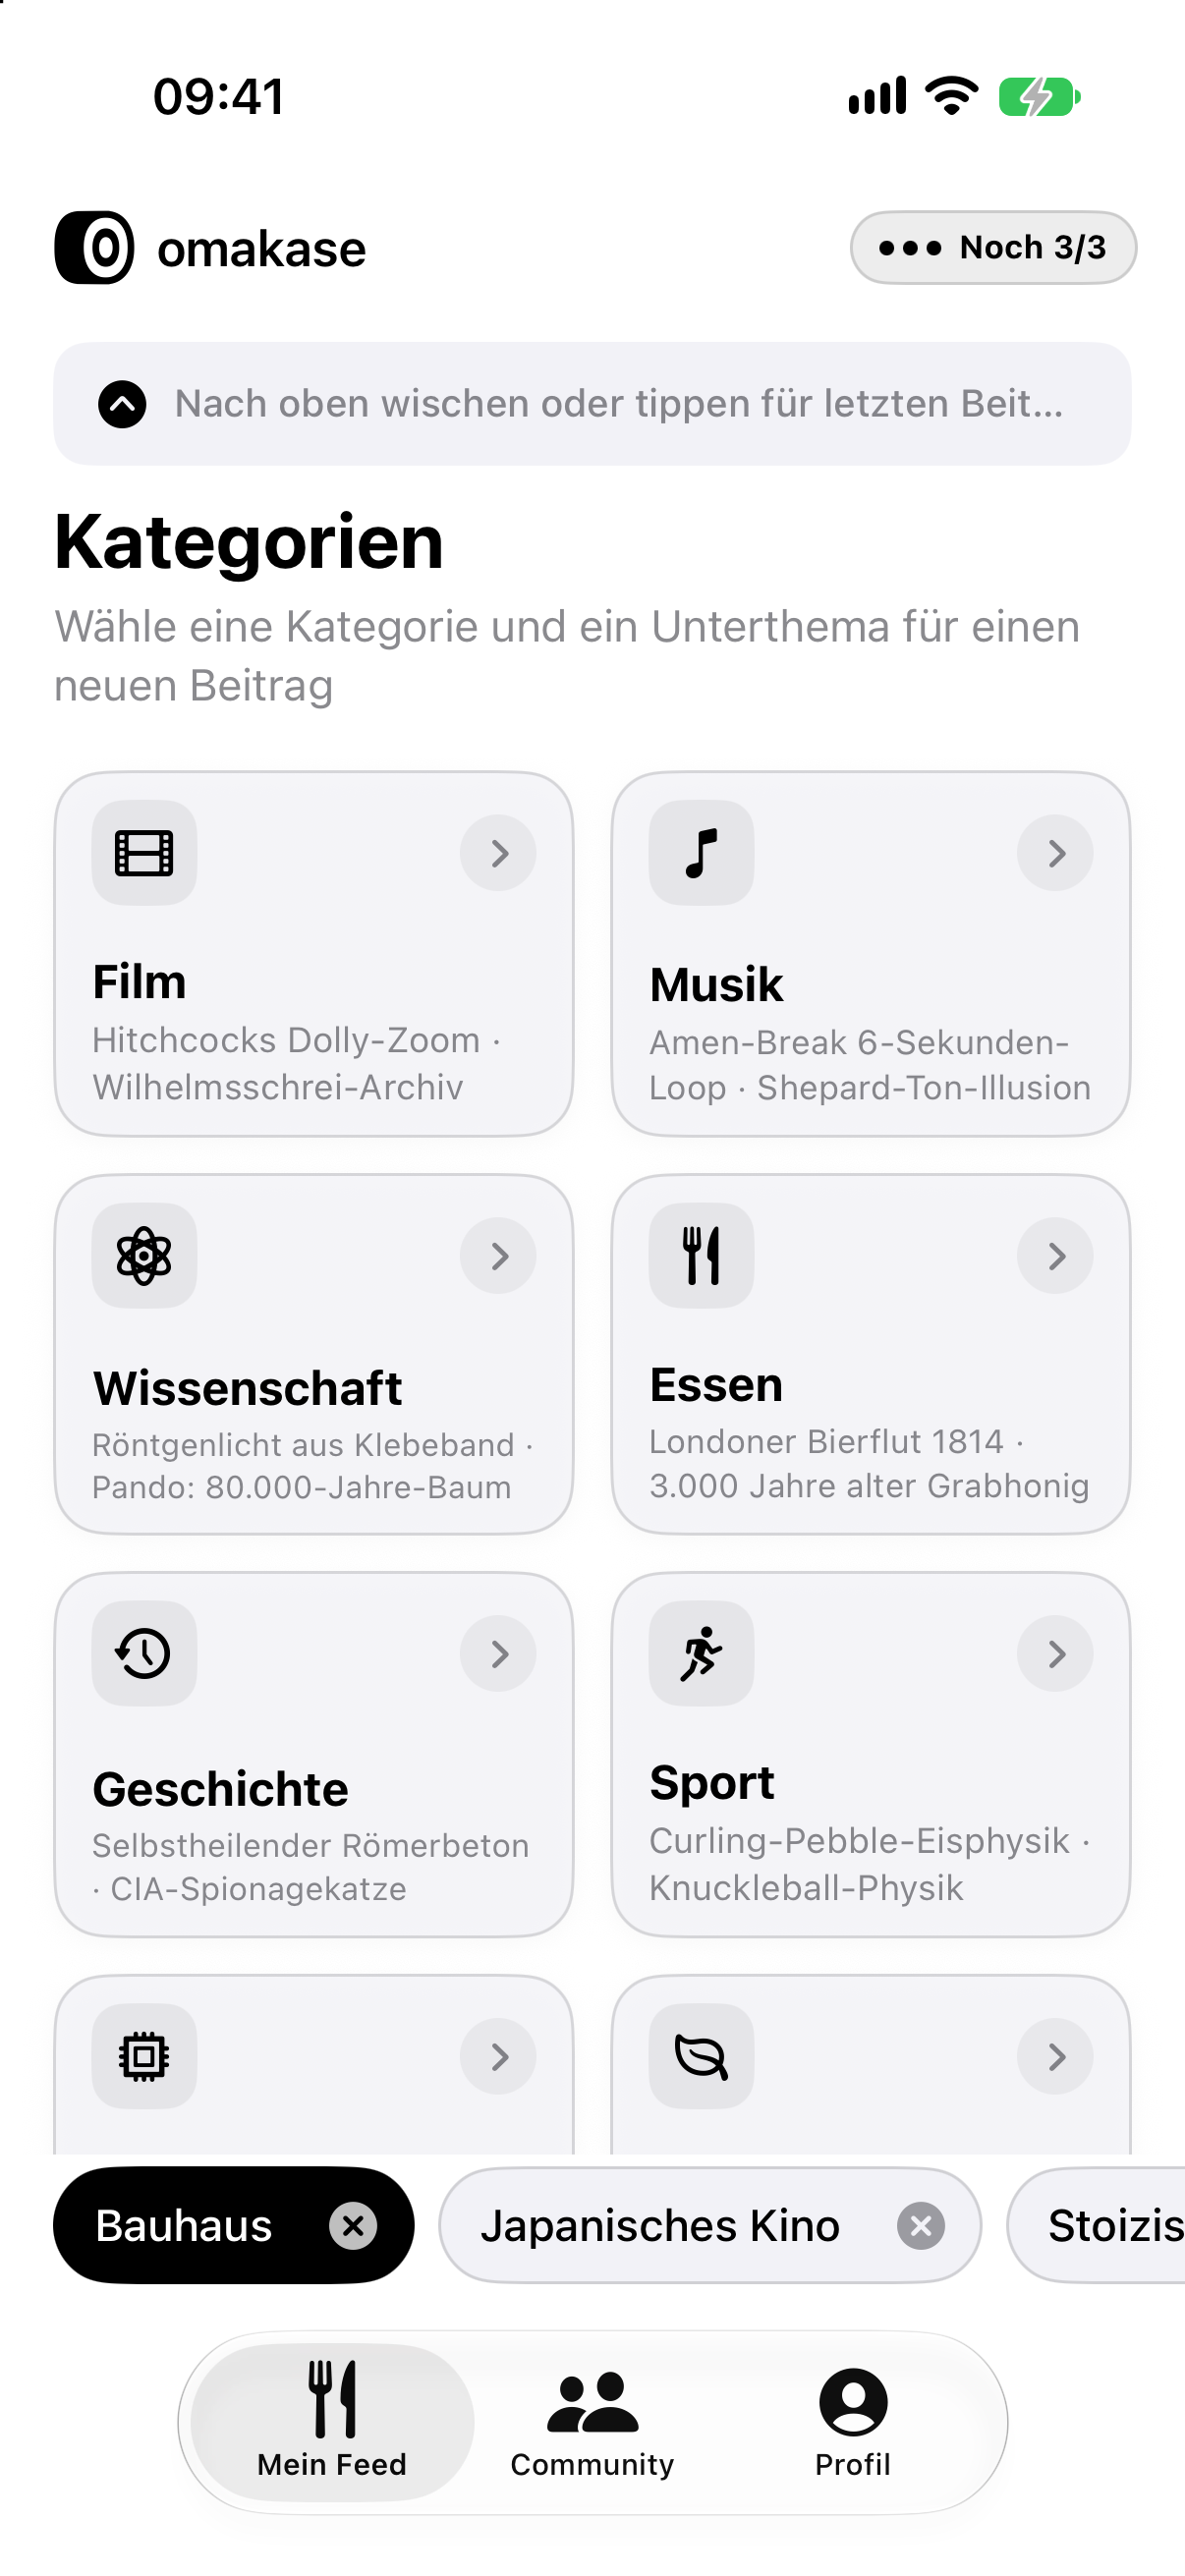 09:41
omakase
Noch 3/3
Nach oben wischen oder tippen für letzten Beit...
Kategorien
Wähle eine Kategorie und ein Unterthema für einen
neuen Beitrag
Film
Hitchcocks Dolly-Zoom ·
Wilhelmsschrei-Archiv
Musik
Amen-Break 6-Sekunden-
Loop · Shepard-Ton-Illusion
Wissenschaft
Röntgenlicht aus Klebeband ·
Pando: 80.000-Jahre-Baum
Essen
Londoner Bierflut 1814 ·
3.000 Jahre alter Grabhonig
Geschichte
Selbstheilender Römerbeton
· CIA-Spionagekatze
Sport
Curling-Pebble-Eisphysik ·
Knuckleball-Physik
Bauhaus
Japanisches Kino
Stoizis
Mein Feed
Community
Profil